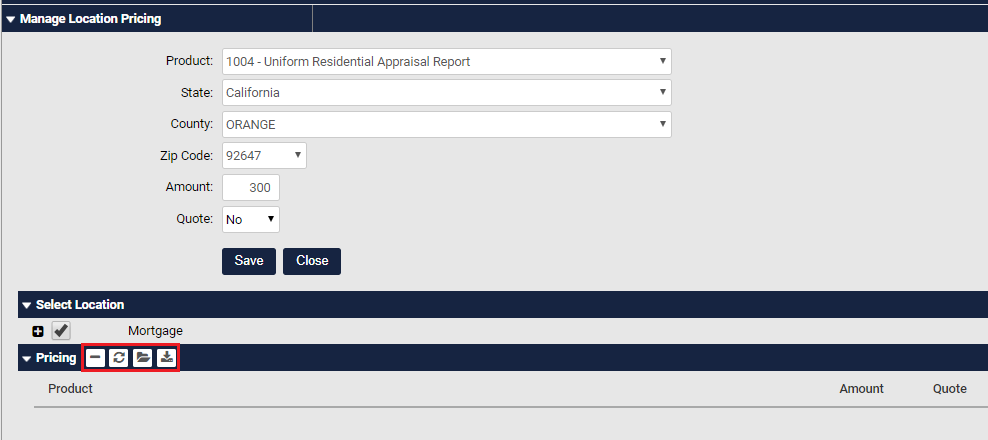 Manage Location Pricing
Product: 1004 - Uniform Residential Appraisal Report
State: California
County: ORANGE
Zip Code: 92647
Amount: 300
Quote: No
Save Close
Select Location
Mortgage
Pricing
Product Amount Quote